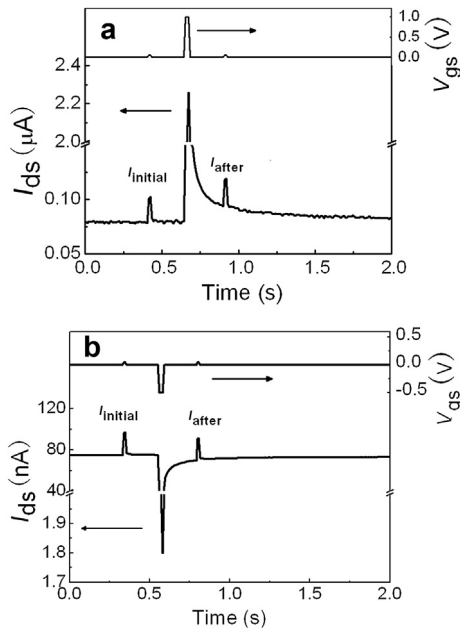 a
1.0
0.0
Vgs (V)
2.4
2.2
2.0
0.10
0.05
Ids (μA)
Iinitial
Iafter
0.0
0.5
1.0
1.5
2.0
Time (s)
b
0.5
0.0
-0.5
Vgs (V)
120
80
40
1.9
1.8
1.7
Ids (nA)
Iinitial
Iafter
0.0
0.5
1.0
1.5
2.0
Time (s)